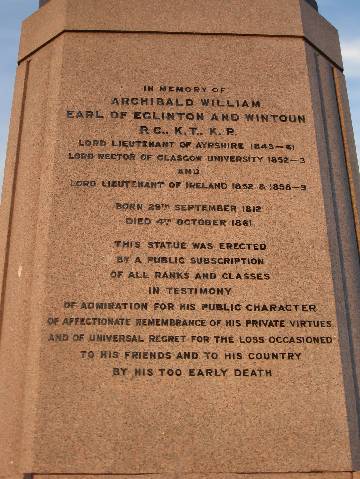 IN MEMORY OF
ARCHIBALD WILLIAM
EARL OF EGLINTON AND WINTOUN
P.C., K.T., K.P.
LORD LIEUTENANT OF AYRSHIRE 1843–61
LORD RECTOR OF GLASGOW UNIVERSITY 1852–3
AND
LORD LIEUTENANT OF IRELAND 1852 & 1858–9
BORN 29TH SEPTEMBER 1812
DIED 4TH OCTOBER 1861
THIS STATUE WAS ERECTED
BY A PUBLIC SUBSCRIPTION
OF ALL RANKS AND CLASSES
IN TESTIMONY
OF ADMIRATION FOR HIS PUBLIC CHARACTER
OF AFFECTIONATE REMEMBRANCE OF HIS PRIVATE VIRTUES
AND OF UNIVERSAL REGRET FOR THE LOSS OCCASIONED
TO HIS FRIENDS AND TO HIS COUNTRY
BY HIS TOO EARLY DEATH